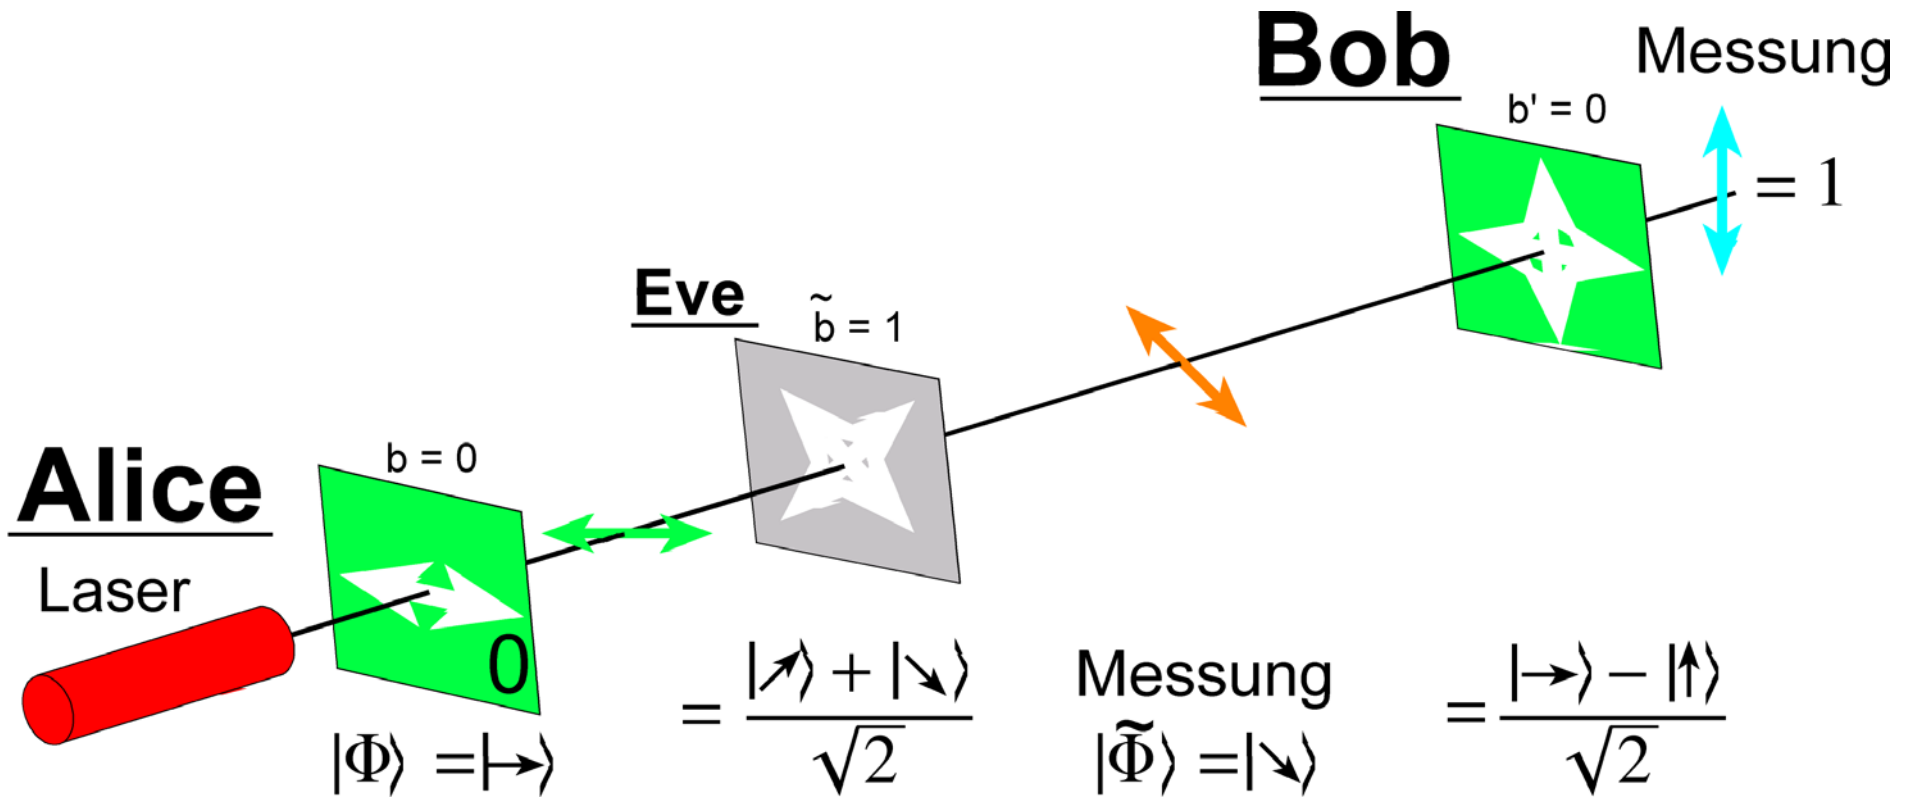 Bob
Messung
b' = 0
= 1
Eve
b̃ = 1
Alice
b = 0
Laser
0
|Φ⟩ =|→⟩ = (|↗⟩ + |↘⟩)/√2
Messung
|Φ̃⟩ =|↘⟩ = (|→⟩ − |↑⟩)/√2